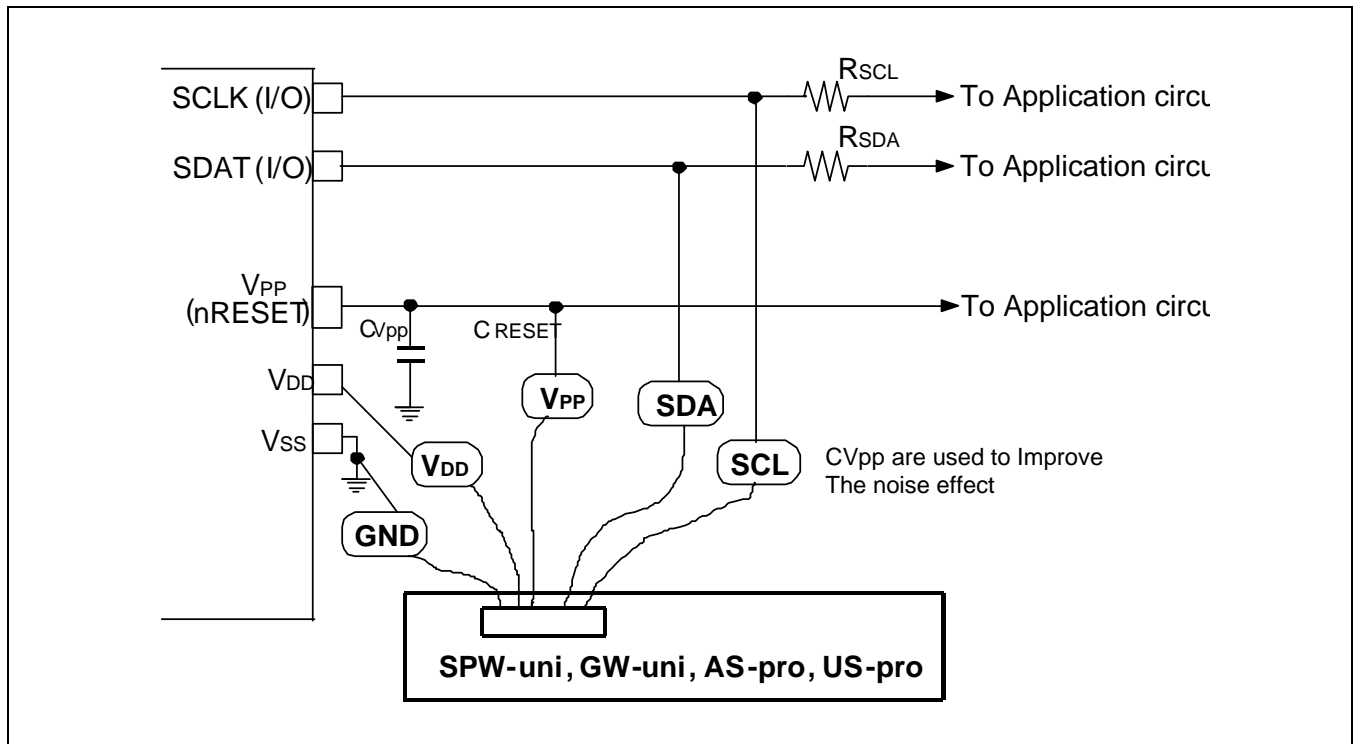 RSCL
SCLK (I/O)
To Application circu
RSDA
SDAT (I/O)
To Application circu
VPP
(nRESET)
To Application circu
CVpp
C RESET
VDD
VPP
SDA
VSS
VDD
SCL
CVpp are used to Improve
The noise effect
GND
SPW-uni, GW-uni, AS-pro, US-pro